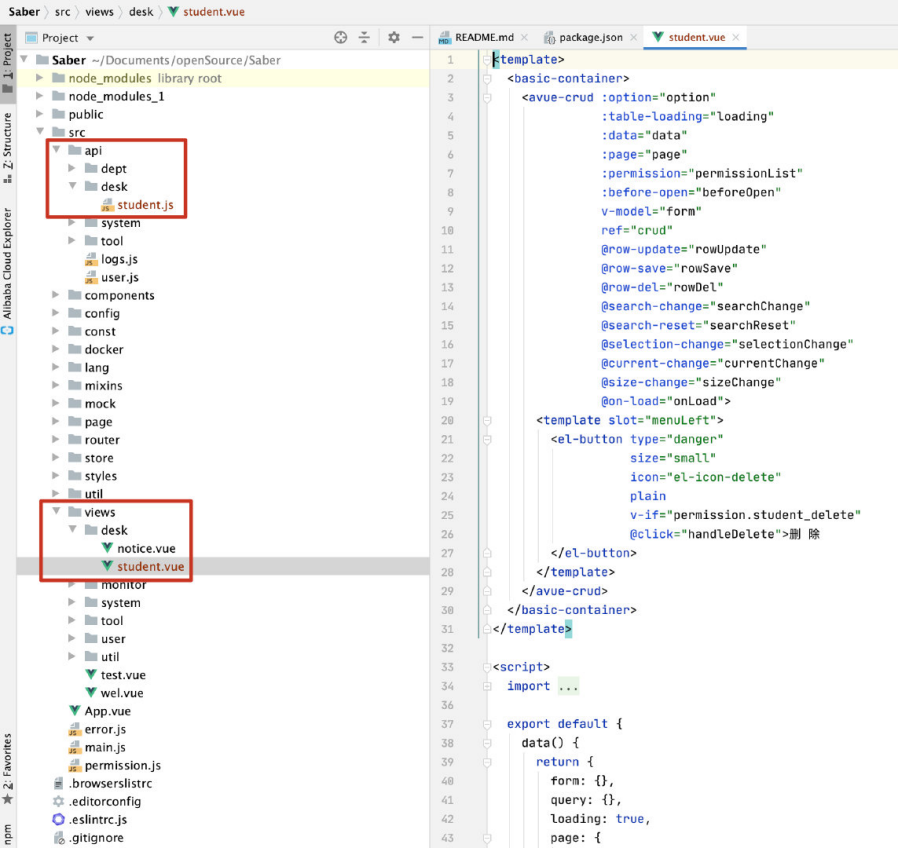 Saber src views desk student.vue
Project
README.md
package.json
student.vue
1: Project
Z: Structure
Alibaba Cloud Explorer
2: Favorites
npm
Saber ~/Documents/openSource/Saber
node_modules library root
node_modules_1
public
src
api
dept
desk
student.js
system
tool
logs.js
user.js
components
config
const
docker
lang
mixins
mock
page
router
store
styles
util
views
desk
notice.vue
student.vue
monitor
system
tool
user
util
test.vue
wel.vue
App.vue
error.js
main.js
permission.js
.browserslistrc
.editorconfig
.eslintrc.js
.gitignore
1 <template>
2 <basic-container>
3 <avue-crud :option="option"
4 :table-loading="loading"
5 :data="data"
6 :page="page"
7 :permission="permissionList"
8 :before-open="beforeOpen"
9 v-model="form"
10 ref="crud"
11 @row-update="rowUpdate"
12 @row-save="rowSave"
13 @row-del="rowDel"
14 @search-change="searchChange"
15 @search-reset="searchReset"
16 @selection-change="selectionChange"
17 @current-change="currentChange"
18 @size-change="sizeChange"
19 @on-load="onLoad">
20 <template slot="menuLeft">
21 <el-button type="danger"
22 size="small"
23 icon="el-icon-delete"
24 plain
25 v-if="permission.student_delete"
26 @click="handleDelete">删 除
27 </el-button>
28 </template>
29 </avue-crud>
30 </basic-container>
31 </template>
32
33 <script>
34 import ...
36
37 export default {
38 data() {
39 return {
40 form: {},
41 query: {},
42 loading: true,
43 page: {